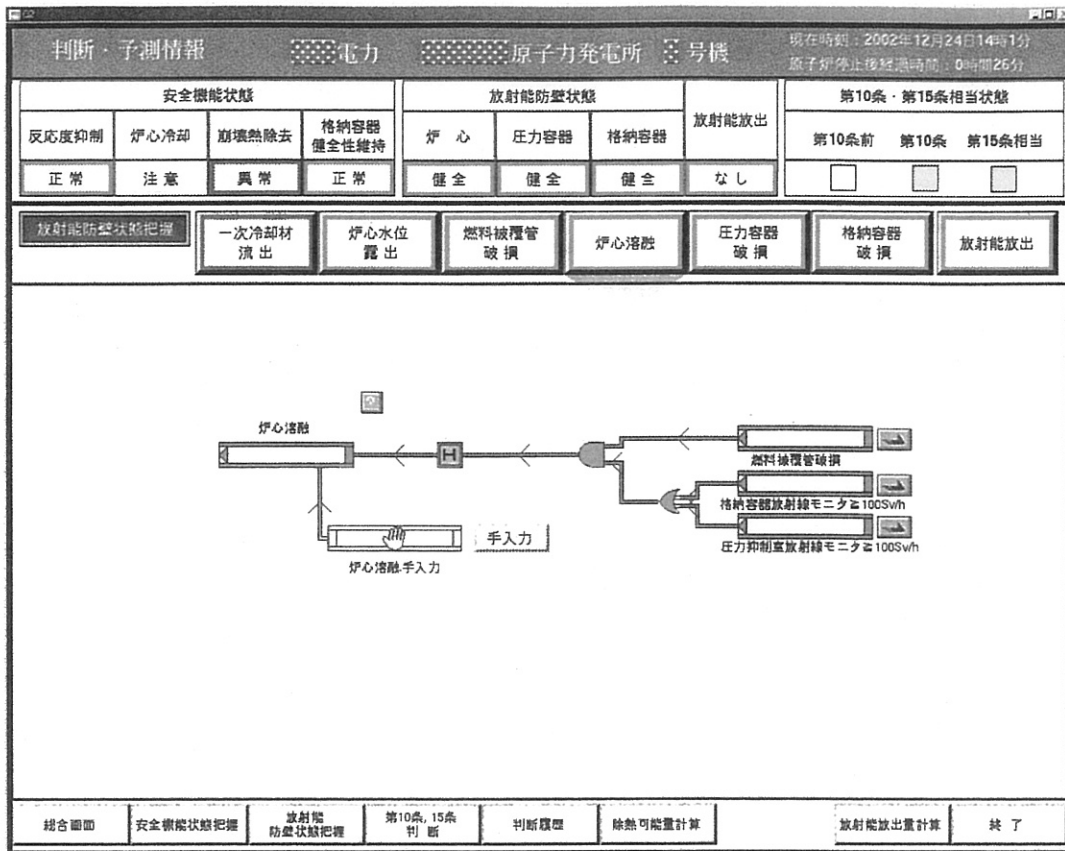 判断・予測情報
電力
原子力発電所
号機
現在時刻：2002年12月24日14時1分
原子炉停止後経過時間：0時間26分
安全機能状態
放射能防壁状態
放射能放出
第10条・第15条相当状態
反応度抑制
炉心冷却
崩壊熱除去
格納容器
健全性維持
炉 心
圧力容器
格納容器
第10条前
第10条
第15条相当
正 常
注 意
異 常
正 常
健 全
健 全
健 全
な し
放射能防壁状態把握
一次冷却材
流 出
炉心水位
露 出
燃料被覆管
破 損
炉心溶融
圧力容器
破 損
格納容器
破 損
放射能放出
炉心溶融
H
燃料被覆管破損
格納容器放射線モニタ≧100Sv/h
圧力抑制室放射線モニタ≧100Sv/h
手入力
炉心溶融.手入力
総合画面
安全機能状態把握
放射能
防壁状態把握
第10条,15条
判 断
判断履歴
除熱可能量計算
放射能放出量計算
終 了